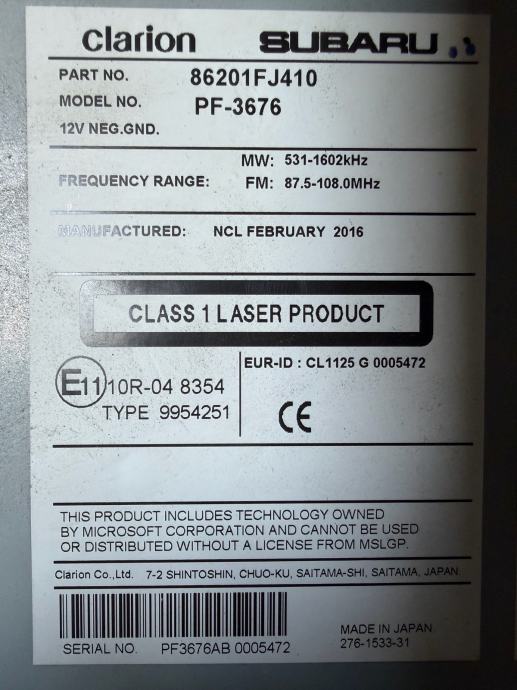 clarion SUBARU
PART NO. 86201FJ410
MODEL NO. PF-3676
12V NEG.GND.
MW: 531-1602kHz
FREQUENCY RANGE: FM: 87.5-108.0MHz
MANUFACTURED: NCL FEBRUARY 2016
CLASS 1 LASER PRODUCT
E11 10R-04 8354
TYPE 9954251
EUR-ID : CL1125 G 0005472
CE
THIS PRODUCT INCLUDES TECHNOLOGY OWNED
BY MICROSOFT CORPORATION AND CANNOT BE USED
OR DISTRIBUTED WITHOUT A LICENSE FROM MSLGP.
Clarion Co.,Ltd. 7-2 SHINTOSHIN, CHUO-KU, SAITAMA-SHI, SAITAMA, JAPAN.
SERIAL NO. PF3676AB 0005472
MADE IN JAPAN
276-1533-31